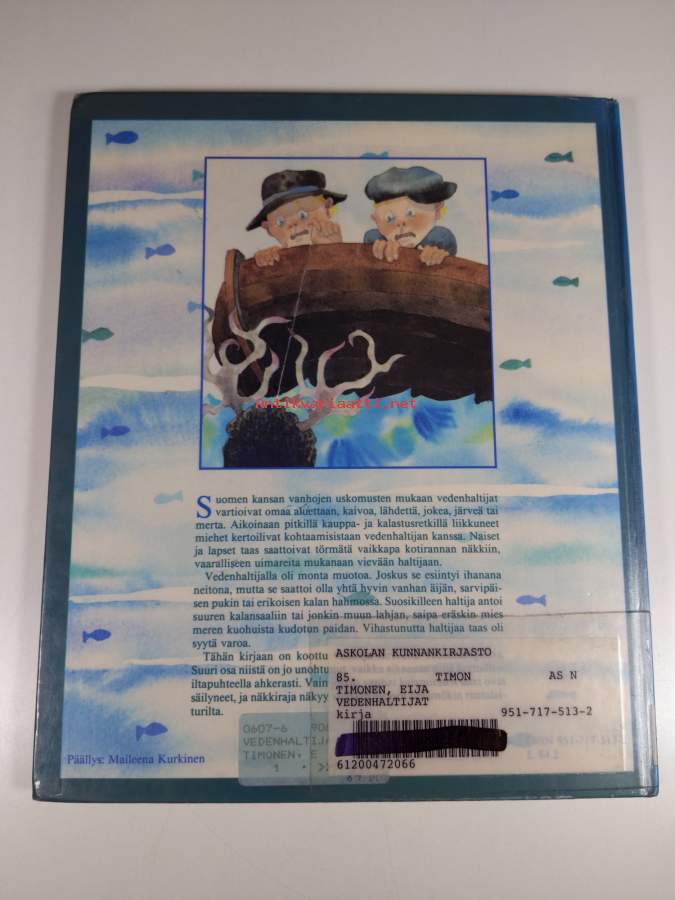 antikvariaatti.net
Suomen kansan vanhojen uskomusten mukaan vedenhaltijat
vartioivat omaa aluettaan, kaivoa, lähdettä, jokea, järveä tai
merta. Aikoinaan pitkillä kauppa- ja kalastusretkillä liikkuneet
miehet kertoilivat kohtaamisistaan vedenhaltijan kanssa. Naiset
ja lapset taas saattoivat törmätä vaikkapa kotirannan näkkiin,
vaaralliseen uimareita mukanaan vievään haltijaan.
Vedenhaltijalla oli monta muotoa. Joskus se esiintyi ihanana
neitona, mutta se saattoi olla yhtä hyvin vanhan äijän, sarvipäi-
sen pukin tai erikoisen kalan hahmossa. Suosikilleen haltija antoi
suuren kalansaaliin tai jonkin muun lahjan, saipa eräskin mies
meren kuohuista kudotun paidan. Vihastunutta haltijaa taas oli
syytä varoa.
Tähän kirjaan on koottu
Suuri osa niistä on jo unohtu
iltapuhteella ahkerasti. Vain
säilyneet, ja näkkiraja näkyy
turilta.
ASKOLAN KUNNANKIRJASTO
85. TIMON AS N
TIMONEN, EIJA
VEDENHALTIJAT
kirja 951-717-513-2
61200472066
0607-6
VEDENHALTIJA
TIMONEN, E
1
Päällys: Maileena Kurkinen